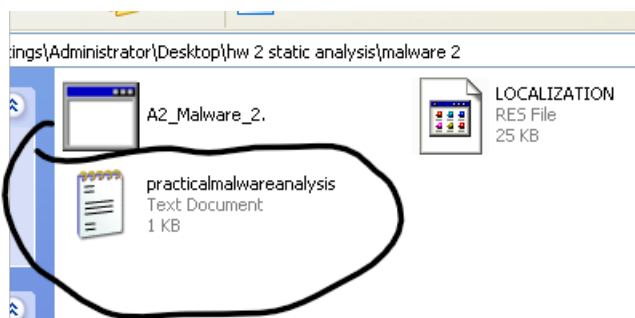 tings\Administrator\Desktop\hw 2 static analysis\malware 2
A2_Malware_2.
LOCALIZATION
RES File
25 KB
practicalmalwareanalysis
Text Document
1 KB